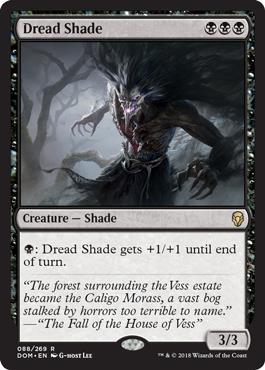 Dread Shade
Creature — Shade
: Dread Shade gets +1/+1 until end
of turn.
“The forest surrounding the Vess estate
became the Caligo Morass, a vast bog
stalked by horrors too terrible to name.”
—“The Fall of the House of Vess”
3/3
088/269 R
DOM • EN G-host Lee
™ & © 2018 Wizards of the Coast